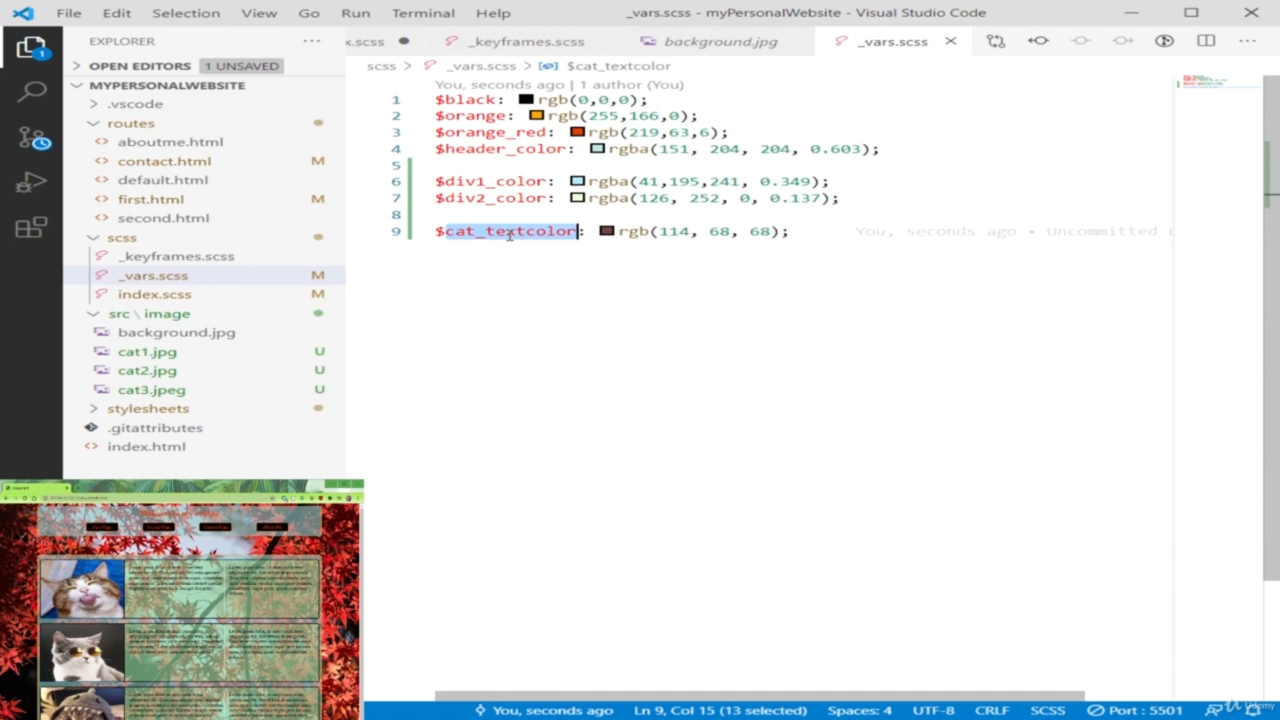 File Edit Selection View Go Run Terminal Help
_vars.scss - myPersonalWebsite - Visual Studio Code
EXPLORER
x.scss
_keyframes.scss
background.jpg
_vars.scss
OPEN EDITORS 1 UNSAVED
MYPERSONALWEBSITE
.vscode
routes
aboutme.html
contact.html M
default.html
first.html M
second.html
scss
_keyframes.scss
_vars.scss M
index.scss M
src \ image
background.jpg
cat1.jpg U
cat2.jpg U
cat3.jpeg U
stylesheets
.gitattributes
index.html
scss > _vars.scss > $cat_textcolor
You, seconds ago | 1 author (You)
1 $black: rgb(0,0,0);
2 $orange: rgb(255,166,0);
3 $orange_red: rgb(219,63,6);
4 $header_color: rgba(151, 204, 204, 0.603);
5
6 $div1_color: rgba(41,195,241, 0.349);
7 $div2_color: rgba(126, 252, 0, 0.137);
8
9 $cat_textcolor: rgb(114, 68, 68); You, seconds ago • Uncommitted c
You, seconds ago Ln 9, Col 15 (13 selected) Spaces: 4 UTF-8 CRLF SCSS Port : 5501
Udemy